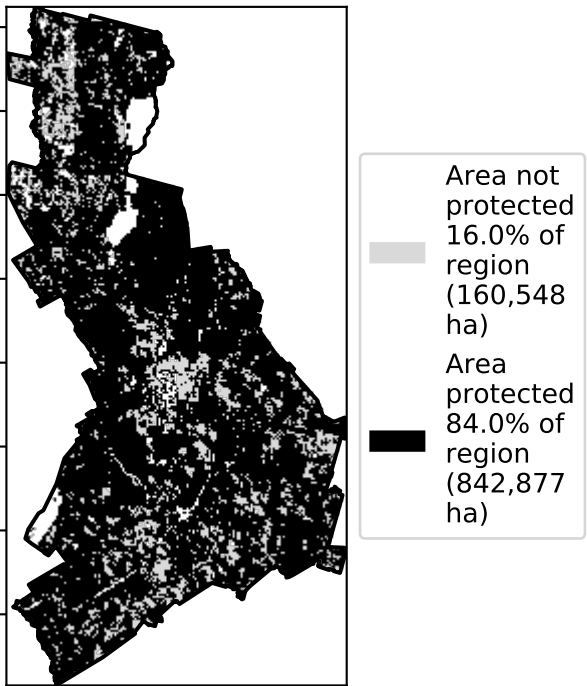 Area not
protected
16.0% of
region
(160,548
ha)
Area
protected
84.0% of
region
(842,877
ha)